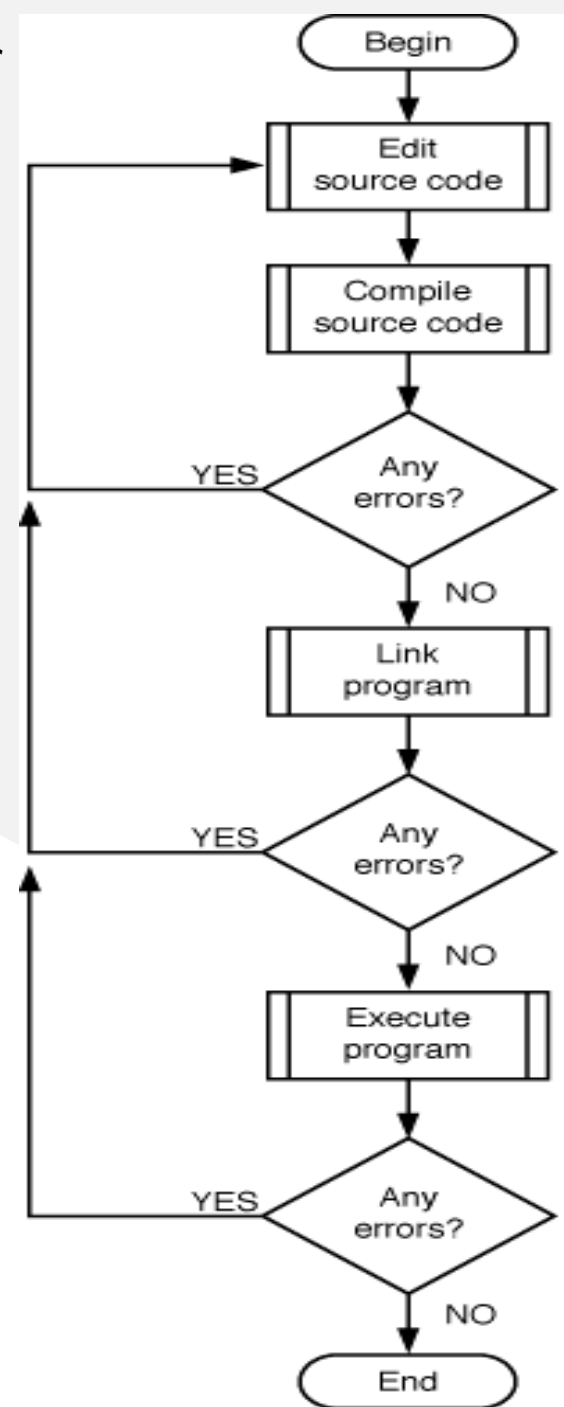 Begin
Edit
source code
Compile
source code
Any
errors?
YES
NO
Link
program
Any
errors?
YES
NO
Execute
program
Any
errors?
YES
NO
End